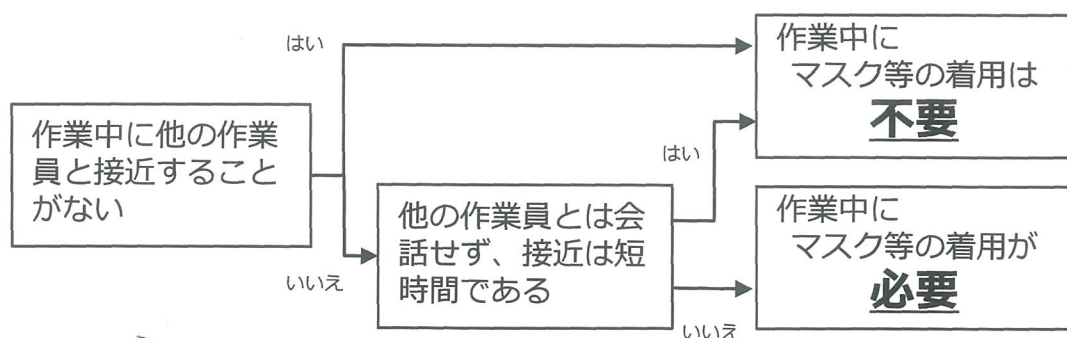 作業中に他の作業
員と接近すること
がない
はい
いいえ
他の作業員とは会
話せず、接近は短
時間である
はい
いいえ
作業中に
マスク等の着用は
不要
作業中に
マスク等の着用が
必要